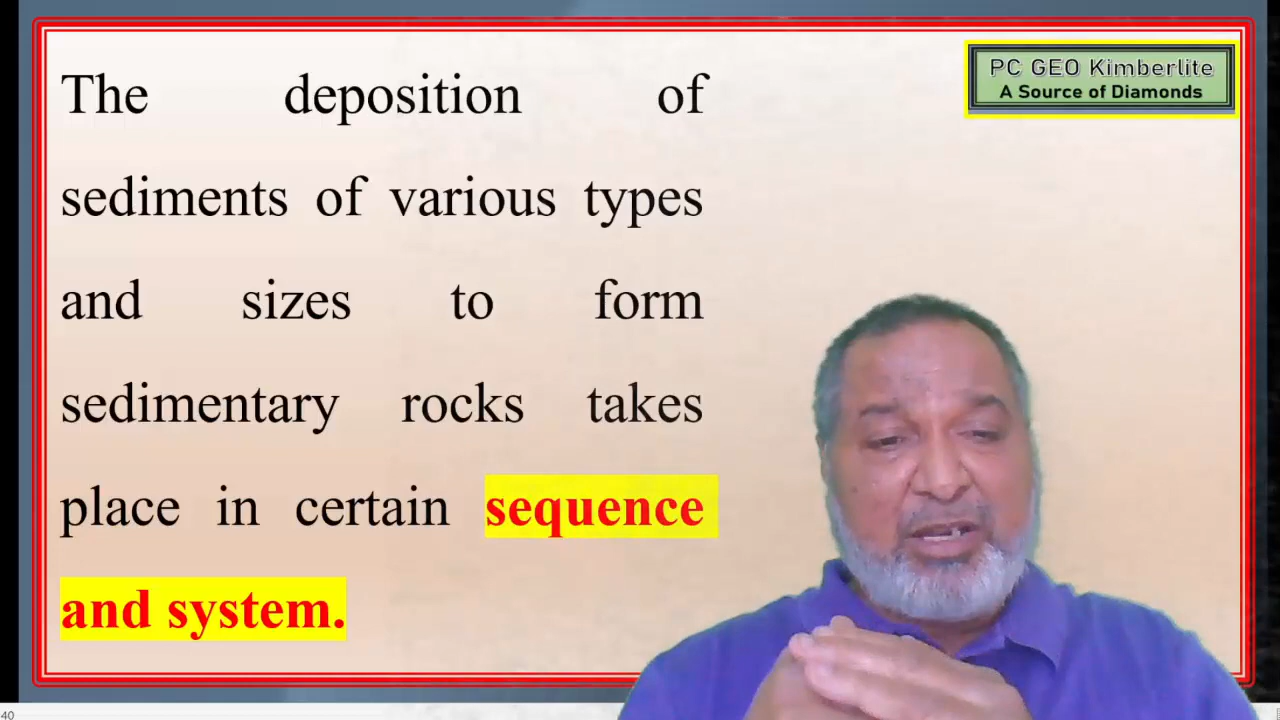 The deposition of
sediments of various types
and sizes to form
sedimentary rocks takes
place in certain sequence
and system.
PC GEO Kimberlite
A Source of Diamonds
40